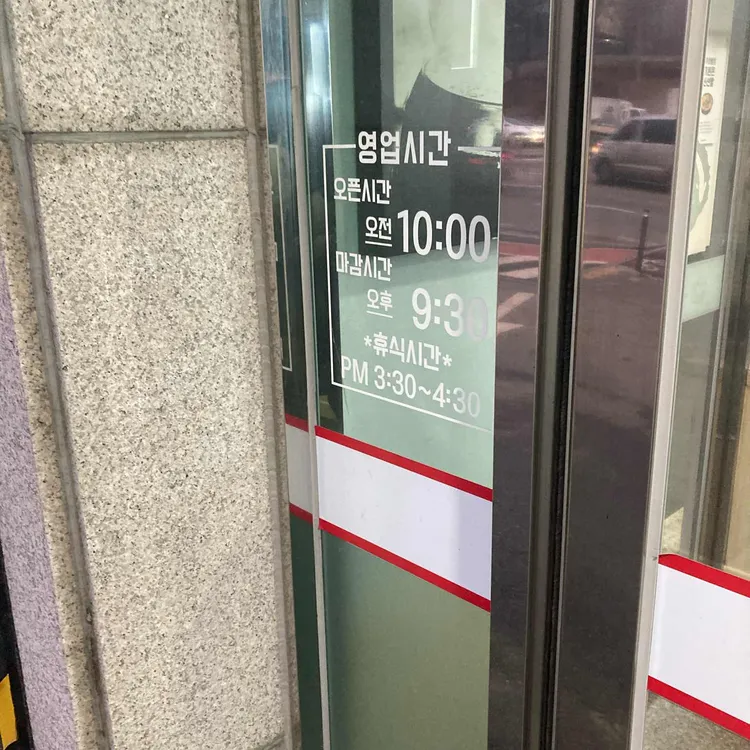 영업시간
오픈시간
오전 10:00
마감시간
오후 9:30
*휴식시간*
PM 3:30~4:30